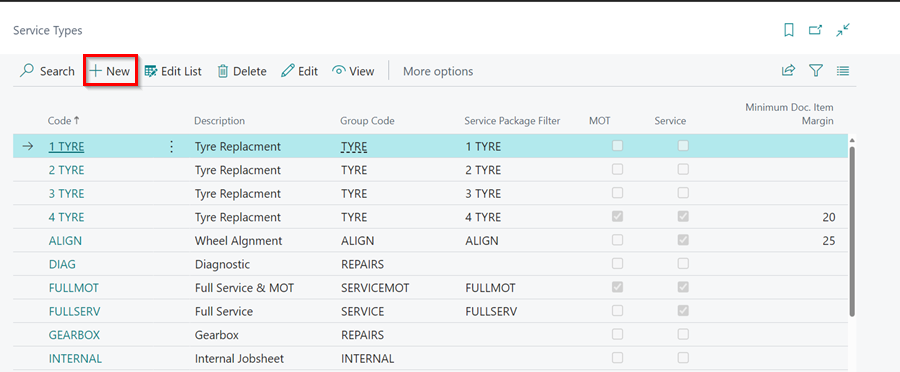 Service Types
Search New Edit List Delete Edit View More options
Minimum Doc. Item
Code ↑ Description Group Code Service Package Filter MOT Service Margin
1 TYRE Tyre Replacment TYRE 1 TYRE
2 TYRE Tyre Replacment TYRE 2 TYRE
3 TYRE Tyre Replacment TYRE 3 TYRE
4 TYRE Tyre Replacment TYRE 4 TYRE 20
ALIGN Wheel Algnment ALIGN ALIGN 25
DIAG Diagnostic REPAIRS
FULLMOT Full Service & MOT SERVICEMOT FULLMOT
FULLSERV Full Service SERVICE FULLSERV
GEARBOX Gearbox REPAIRS
INTERNAL Internal Jobsheet INTERNAL